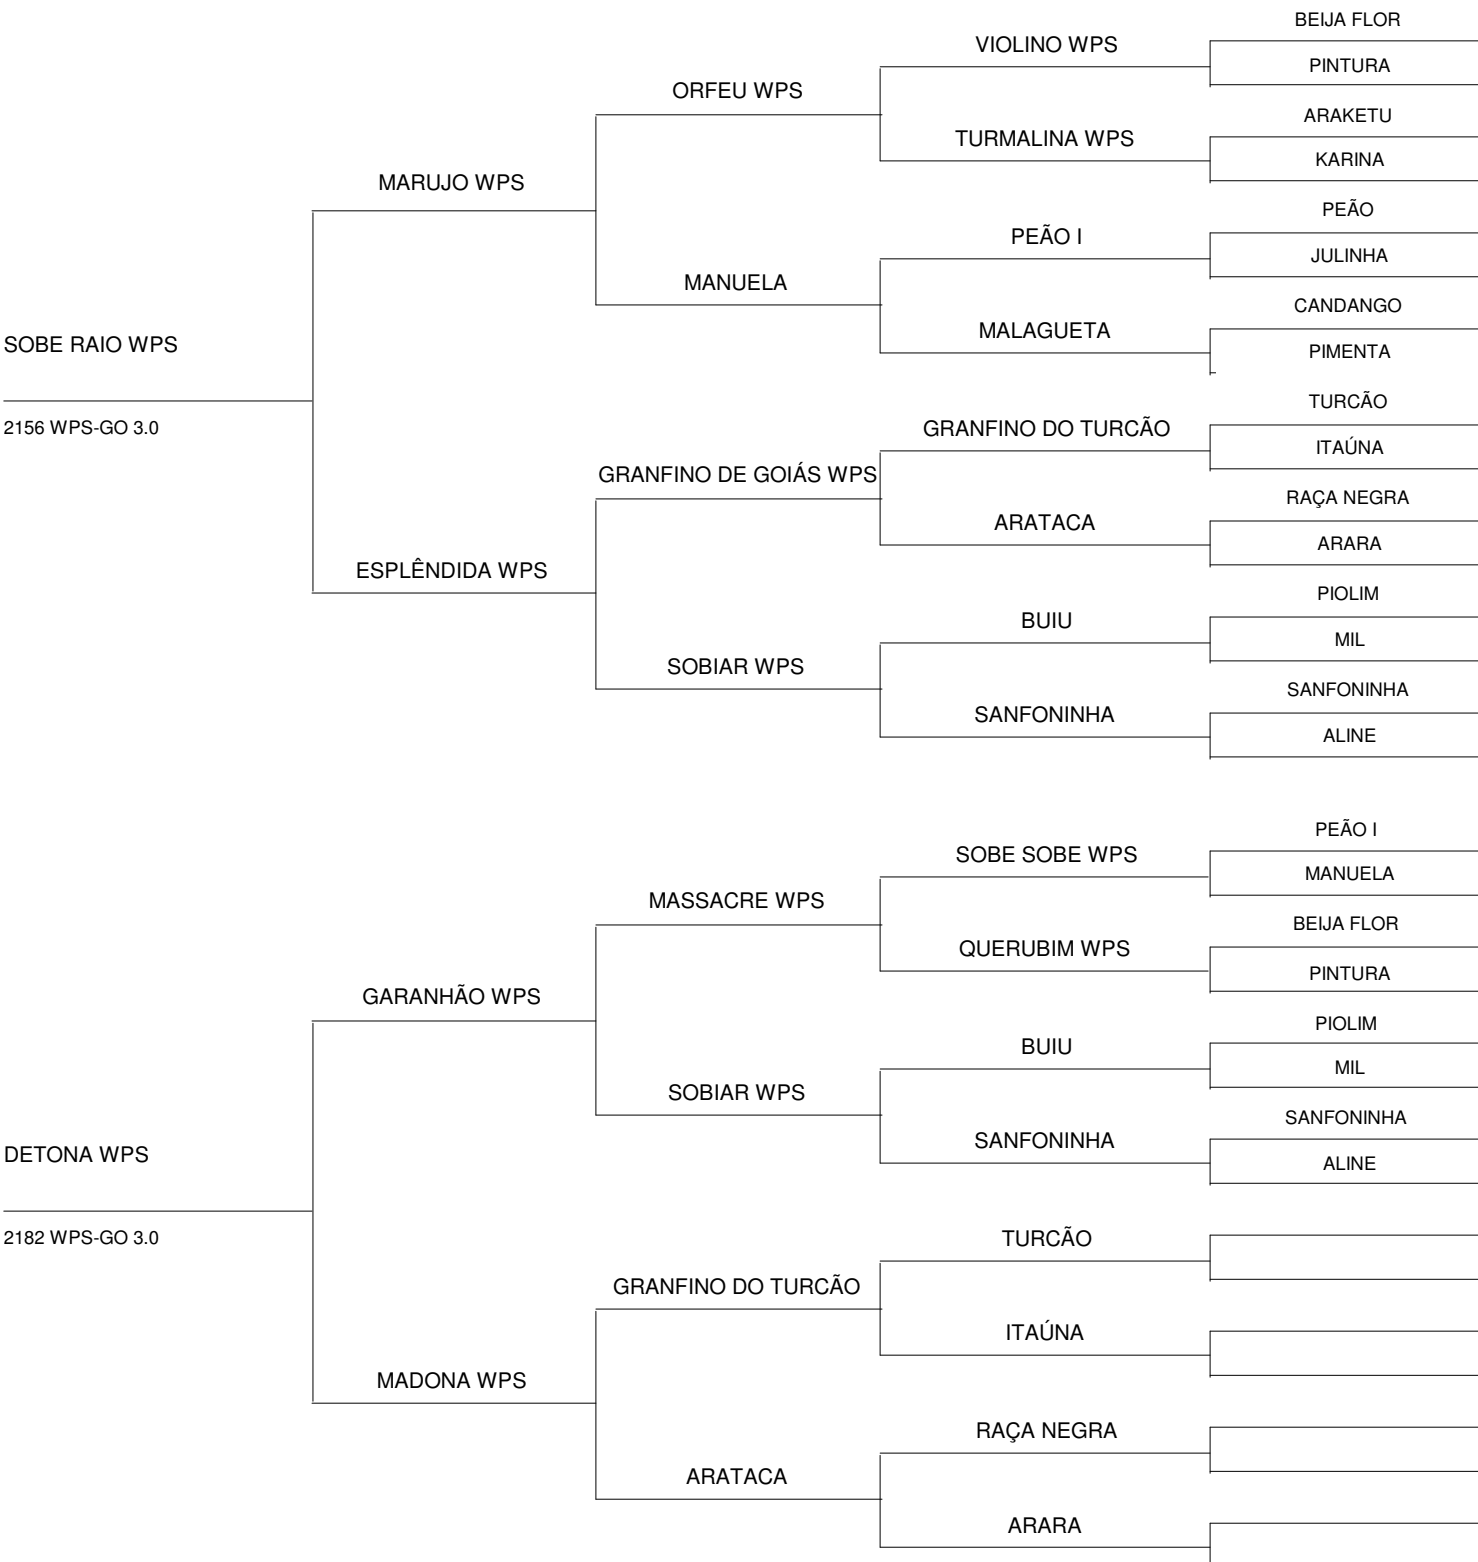 BEIJA FLOR
VIOLINO WPS
PINTURA
ORFEU WPS
ARAKETU
TURMALINA WPS
KARINA
MARUJO WPS
PEÃO
PEÃO I
JULINHA
MANUELA
CANDANGO
MALAGUETA
SOBE RAIO WPS
PIMENTA
TURCÃO
2156 WPS-GO 3.0
GRANFINO DO TURCÃO
ITAÚNA
GRANFINO DE GOIÁS WPS
RAÇA NEGRA
ARATACA
ARARA
ESPLÊNDIDA WPS
PIOLIM
BUIU
MIL
SOBIAR WPS
SANFONINHA
SANFONINHA
ALINE
PEÃO I
SOBE SOBE WPS
MANUELA
MASSACRE WPS
BEIJA FLOR
QUERUBIM WPS
PINTURA
GARANHÃO WPS
PIOLIM
BUIU
MIL
SOBIAR WPS
SANFONINHA
SANFONINHA
DETONA WPS
ALINE
2182 WPS-GO 3.0
TURCÃO
GRANFINO DO TURCÃO
ITAÚNA
MADONA WPS
RAÇA NEGRA
ARATACA
ARARA